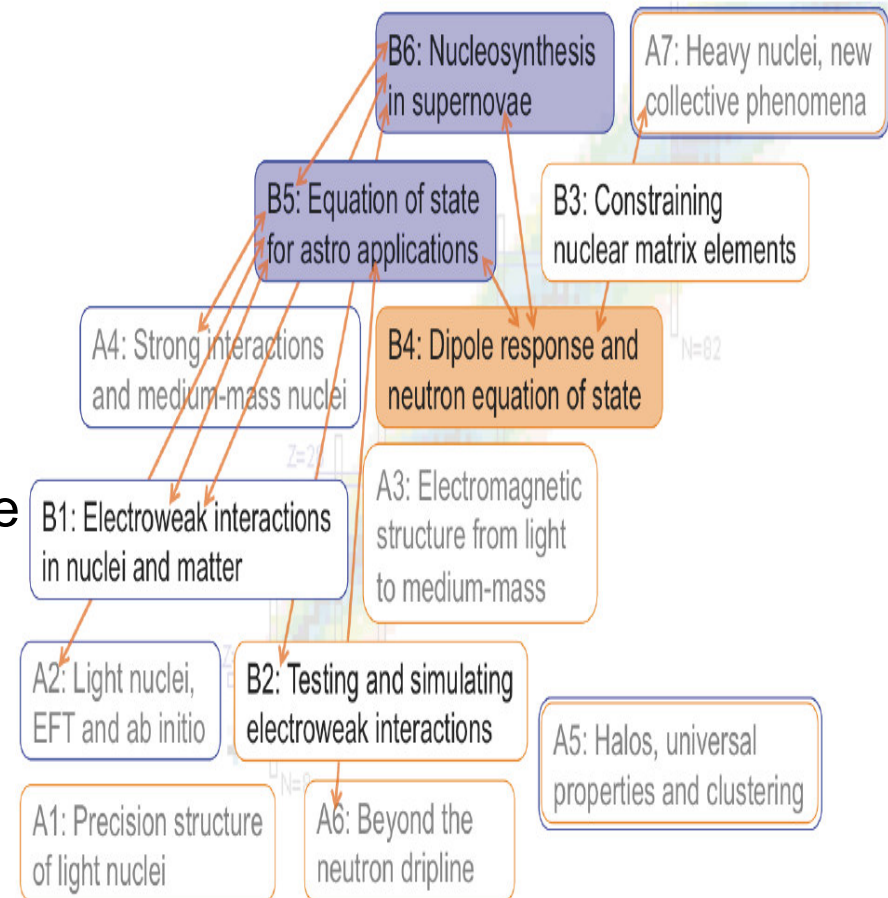 B6: Nucleosynthesis
in supernovae
A7: Heavy nuclei, new
collective phenomena
B5: Equation of state
for astro applications
B3: Constraining
nuclear matrix elements
A4: Strong interactions
and medium-mass nuclei
B4: Dipole response and
neutron equation of state
N=82
Z=28
A3: Electromagnetic
structure from light
to medium-mass
e
B1: Electroweak interactions
in nuclei and matter
A2: Light nuclei,
EFT and ab initio
B2: Testing and simulating
electroweak interactions
A5: Halos, universal
properties and clustering
A1: Precision structure
of light nuclei
A6: Beyond the
neutron dripline